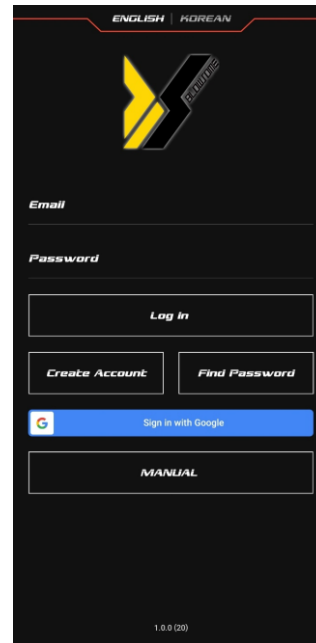 ENGLISH | KOREAN
Email
Password
Log in
Create Account
Find Password
Sign in with Google
MANUAL
1.0.0 (20)